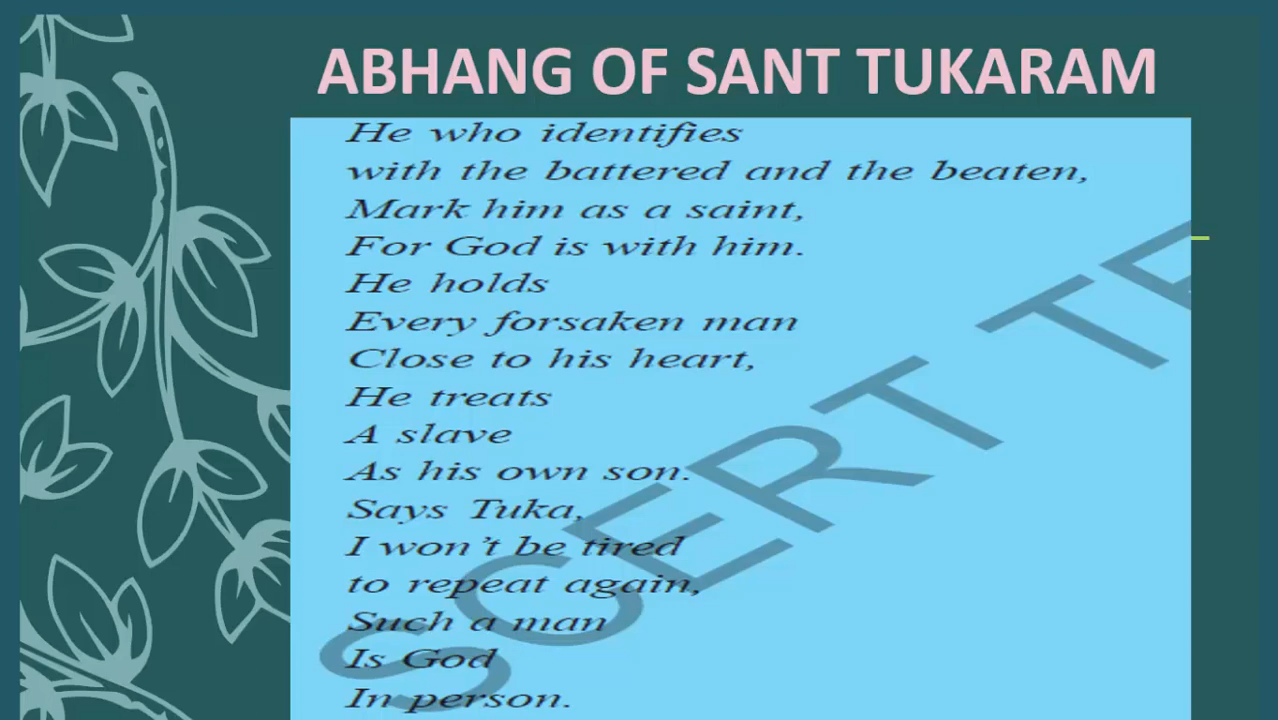 ABHANG OF SANT TUKARAM
He who identifies
with the battered and the beaten,
Mark him as a saint,
For God is with him.
He holds
Every forsaken man
Close to his heart,
He treats
A slave
As his own son.
Says Tuka,
I won't be tired
to repeat again,
Such a man
Is God
In person.
SCERT TE